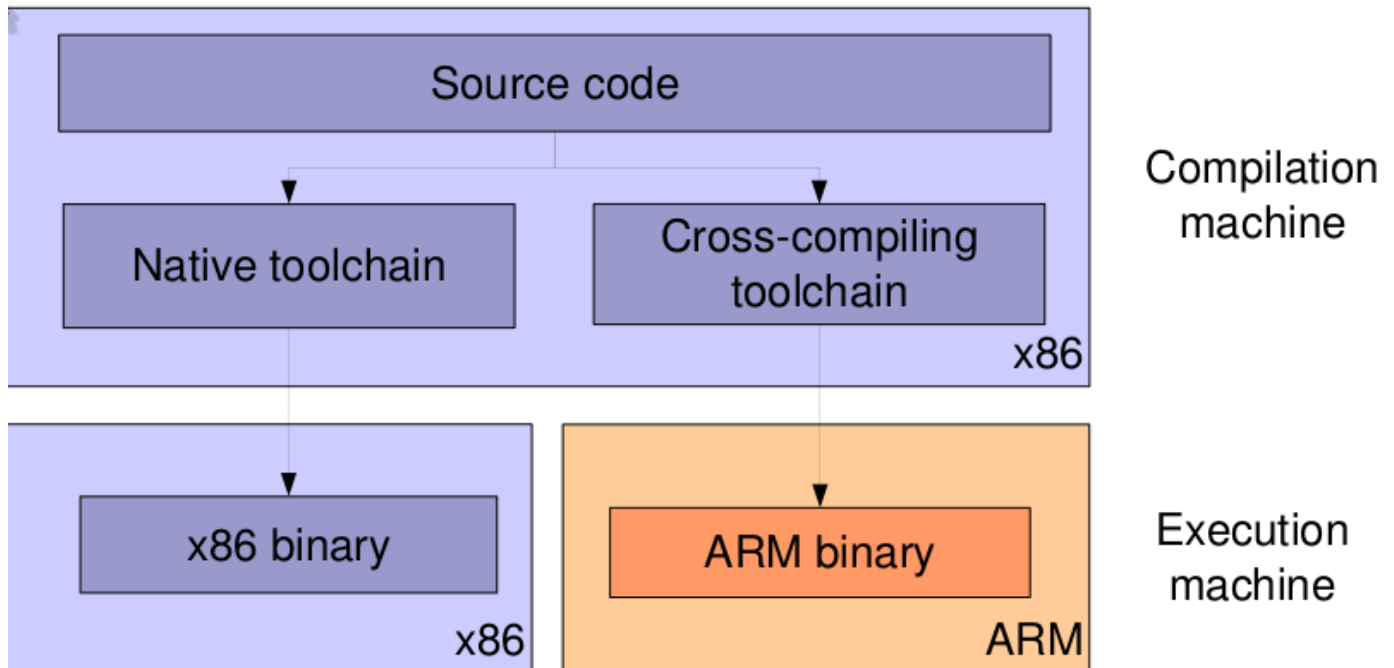 Source code
Compilation
machine
Native toolchain
Cross-compiling
toolchain
x86
x86 binary
ARM binary
Execution
machine
x86
ARM